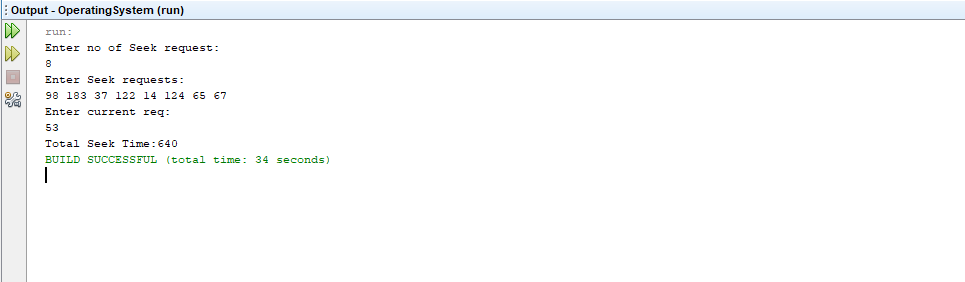 Output - OperatingSystem (run)
run:
Enter no of Seek request:
8
Enter Seek requests:
98 183 37 122 14 124 65 67
Enter current req:
53
Total Seek Time:640
BUILD SUCCESSFUL (total time: 34 seconds)